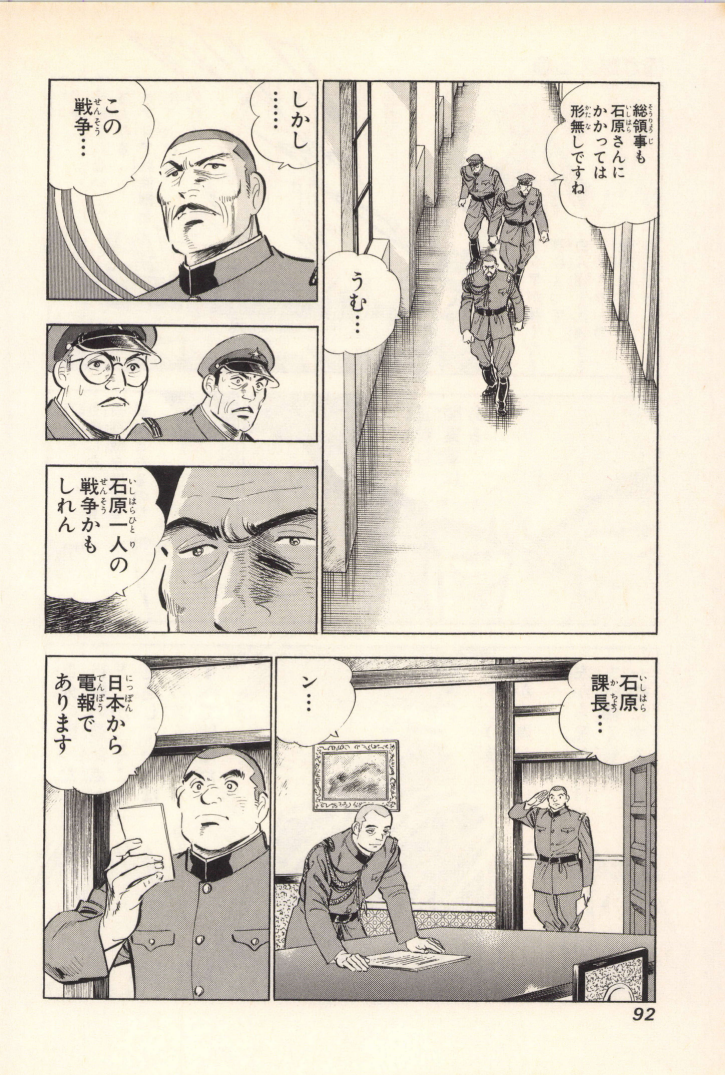 総領事も
石原さんに
かかっては
形無しですね
うむ…
しかし
……
この
戦争…
石原一人の
戦争かも
しれん
石原
課長…
ン…
日本から
電報で
あります
92